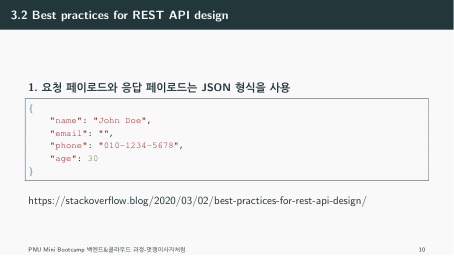 3.2 Best practices for REST API design
1. 요청 페이로드와 응답 페이로드는 JSON 형식을 사용
{
    "name": "John Doe",
    "email": "",
    "phone": "010-1234-5678",
    "age": 30
}
https://stackoverflow.blog/2020/03/02/best-practices-for-rest-api-design/
PNU Mini Bootcamp 백엔드&클라우드 과정-멋쟁이사자처럼
10